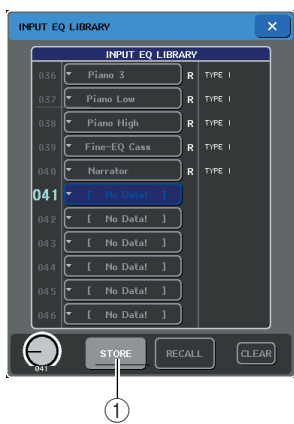 INPUT EQ LIBRARY
×
INPUT EQ LIBRARY
036 Piano 3 R TYPE I
037 Piano Low R TYPE I
038 Piano High R TYPE I
039 Fine-EQ Cass R TYPE I
040 Narrator R TYPE I
041 [ No Data! ]
042 [ No Data! ]
043 [ No Data! ]
044 [ No Data! ]
045 [ No Data! ]
046 [ No Data! ]
041 STORE RECALL CLEAR
1